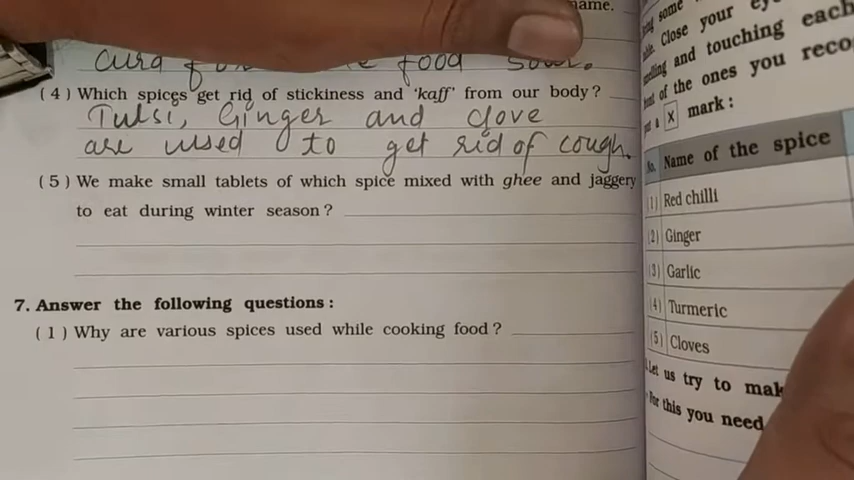 name.
food sour.
( 4 ) Which spices get rid of stickiness and 'kaff' from our body ?
Tulsi, Ginger and clove
are used to get rid of cough.
( 5 ) We make small tablets of which spice mixed with ghee and jaggery
to eat during winter season ?
7. Answer the following questions :
( 1 ) Why are various spices used while cooking food ?
some
Close your
and touching each
of the ones you
X mark :
No. Name of the spice
(1) Red chilli
(2) Ginger
(3) Garlic
(4) Turmeric
(5) Cloves
Let us try to
For this you need